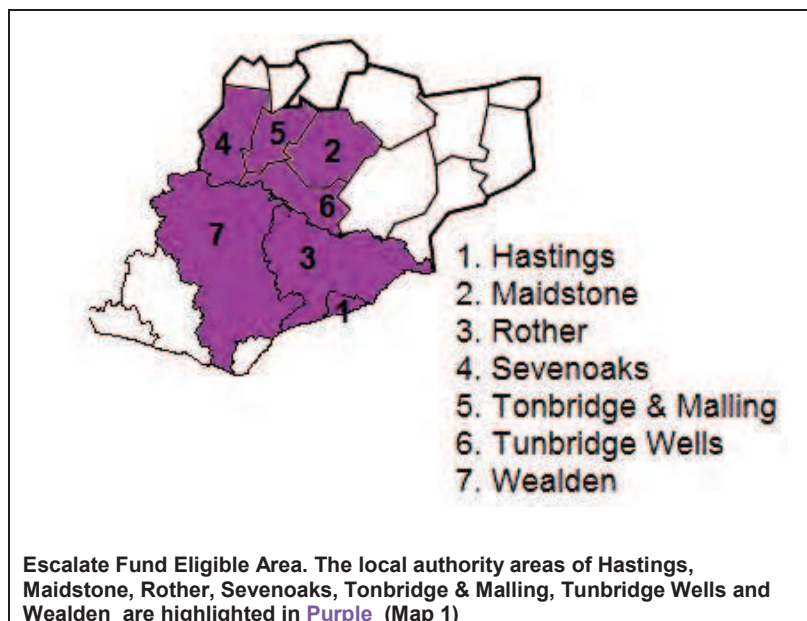 4
5
2
6
7
3
1
1. Hastings
2. Maidstone
3. Rother
4. Sevenoaks
5. Tonbridge & Malling
6. Tunbridge Wells
7. Wealden
Escalate Fund Eligible Area. The local authority areas of Hastings,
Maidstone, Rother, Sevenoaks, Tonbridge & Malling, Tunbridge Wells and
Wealden are highlighted in Purple (Map 1)